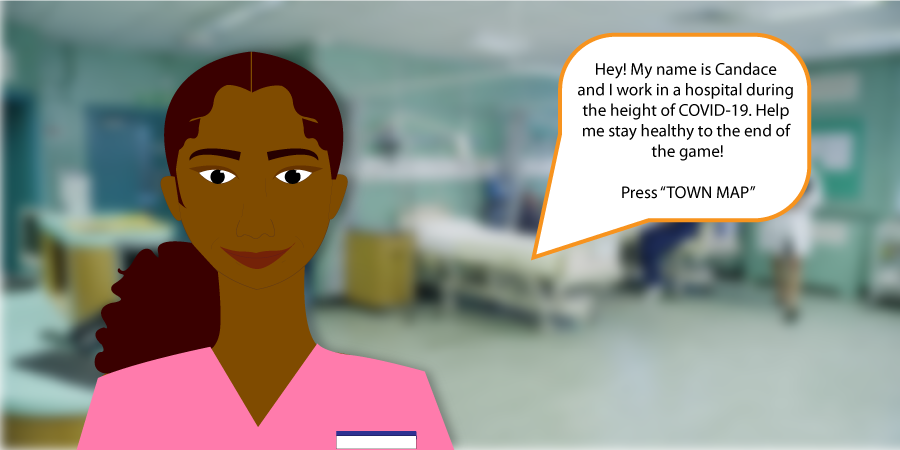 Hey! My name is Candace
and I work in a hospital during
the height of COVID-19. Help
me stay healthy to the end of
the game!
Press “TOWN MAP”